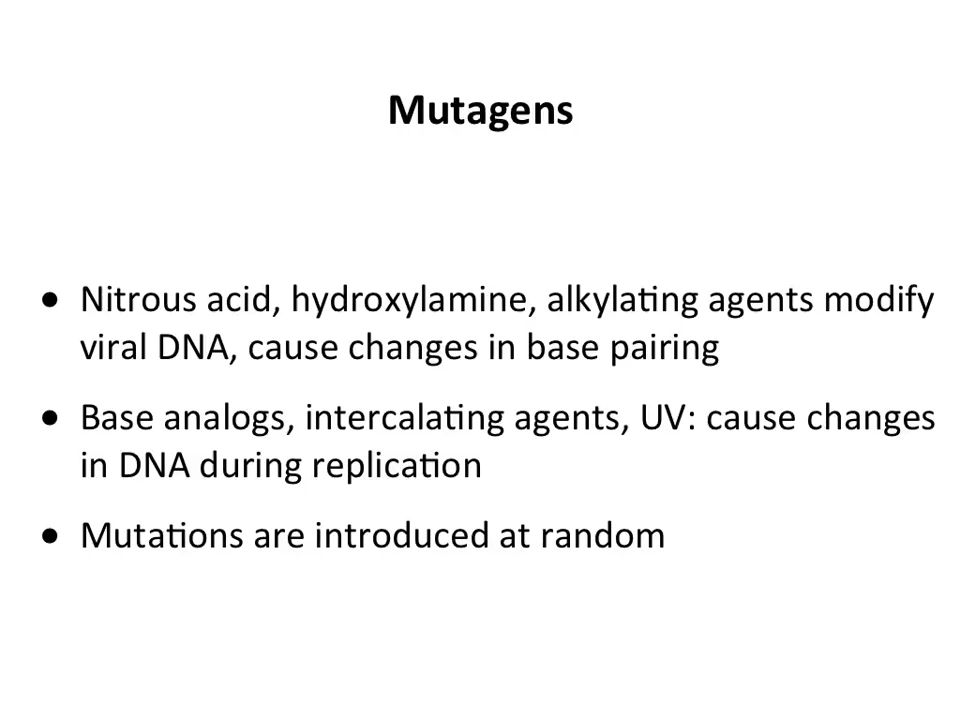 Mutagens
• Nitrous acid, hydroxylamine, alkylating agents modify
viral DNA, cause changes in base pairing
• Base analogs, intercalating agents, UV: cause changes
in DNA during replication
• Mutations are introduced at random